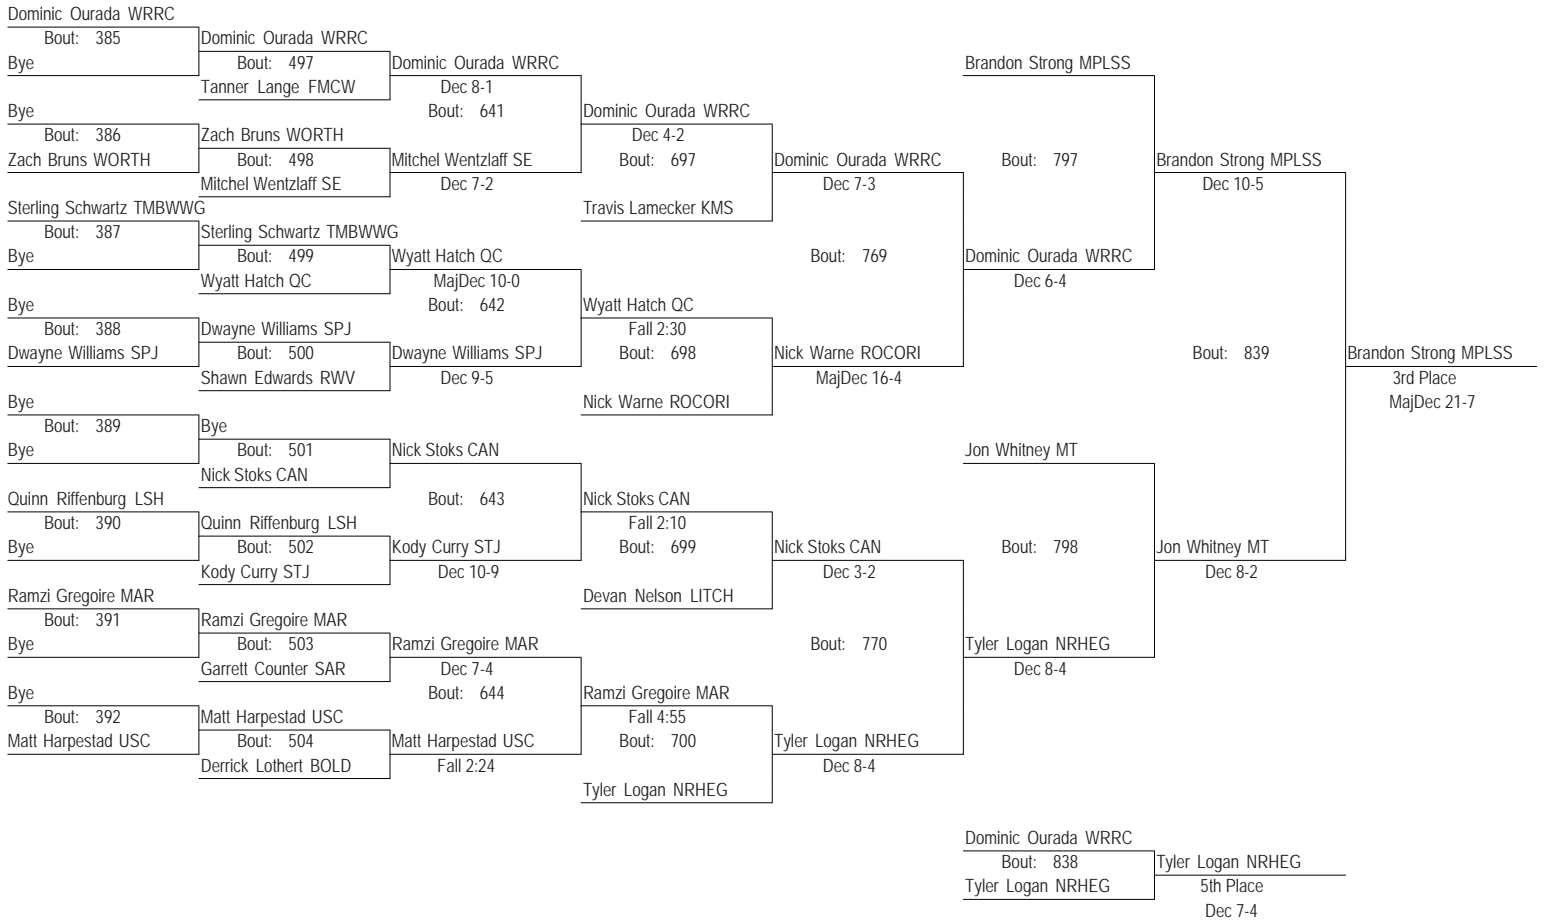 Dominic Ourada WRRC
Bout: 385
Bye
Bye
Bout: 386
Zach Bruns WORTH
Sterling Schwartz TMBWWG
Bout: 387
Bye
Bye
Bout: 388
Dwayne Williams SPJ
Bye
Bout: 389
Bye
Quinn Riffenburg LSH
Bout: 390
Bye
Ramzi Gregoire MAR
Bout: 391
Bye
Bye
Bout: 392
Matt Harpestad USC
Dominic Ourada WRRC
Bout: 497
Tanner Lange FMCW
Zach Bruns WORTH
Bout: 498
Mitchel Wentzlaff SE
Sterling Schwartz TMBWWG
Bout: 499
Wyatt Hatch QC
Dwayne Williams SPJ
Bout: 500
Shawn Edwards RWV
Bye
Bout: 501
Nick Stoks CAN
Quinn Riffenburg LSH
Bout: 502
Kody Curry STJ
Ramzi Gregoire MAR
Bout: 503
Garrett Counter SAR
Matt Harpestad USC
Bout: 504
Derrick Lothert BOLD
Dominic Ourada WRRC
Dec 8-1
Bout: 641
Mitchel Wentzlaff SE
Dec 7-2
Wyatt Hatch QC
MajDec 10-0
Bout: 642
Dwayne Williams SPJ
Dec 9-5
Nick Stoks CAN
Bout: 643
Kody Curry STJ
Dec 10-9
Ramzi Gregoire MAR
Dec 7-4
Bout: 644
Matt Harpestad USC
Fall 2:24
Dominic Ourada WRRC
Dec 4-2
Bout: 697
Travis Lamecker KMS
Wyatt Hatch QC
Fall 2:30
Bout: 698
Nick Warne ROCORI
Nick Stoks CAN
Fall 2:10
Bout: 699
Devan Nelson LITCH
Ramzi Gregoire MAR
Fall 4:55
Bout: 700
Tyler Logan NRHEG
Dominic Ourada WRRC
Dec 7-3
Bout: 769
Nick Warne ROCORI
MajDec 16-4
Nick Stoks CAN
Dec 3-2
Bout: 770
Tyler Logan NRHEG
Dec 8-4
Brandon Strong MPLSS
Bout: 797
Dominic Ourada WRRC
Dec 6-4
Jon Whitney MT
Bout: 798
Tyler Logan NRHEG
Dec 8-4
Brandon Strong MPLSS
Dec 10-5
Bout: 839
Jon Whitney MT
Dec 8-2
Brandon Strong MPLSS
3rd Place
MajDec 21-7
Dominic Ourada WRRC
Bout: 838
Tyler Logan NRHEG
Tyler Logan NRHEG
5th Place
Dec 7-4